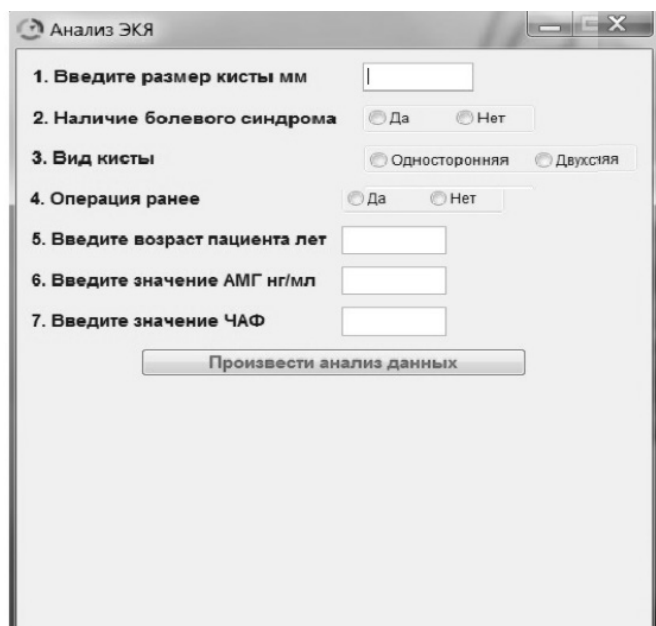 Анализ ЭКЯ
1. Введите размер кисты мм
2. Наличие болевого синдрома Да Нет
3. Вид кисты Односторонняя Двухсняя
4. Операция ранее Да Нет
5. Введите возраст пациента лет
6. Введите значение АМГ нг/мл
7. Введите значение ЧАФ
Произвести анализ данных